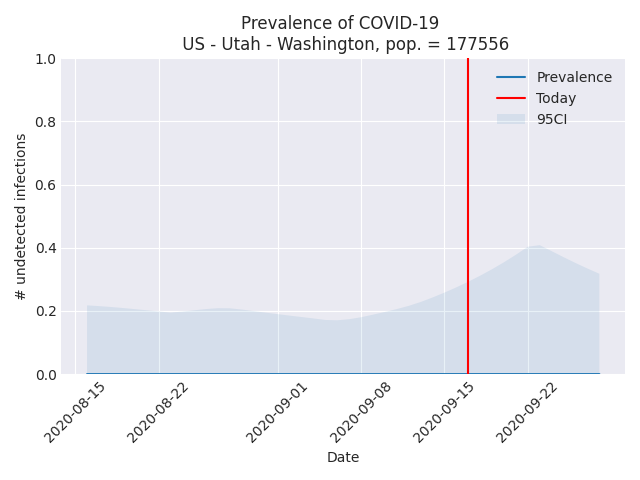 Prevalence of COVID-19
US - Utah - Washington, pop. = 177556
1.0
0.8
0.6
0.4
0.2
0.0
# undetected infections
Prevalence
Today
95CI
2020-08-15
2020-08-22
2020-09-01
2020-09-08
2020-09-15
2020-09-22
Date